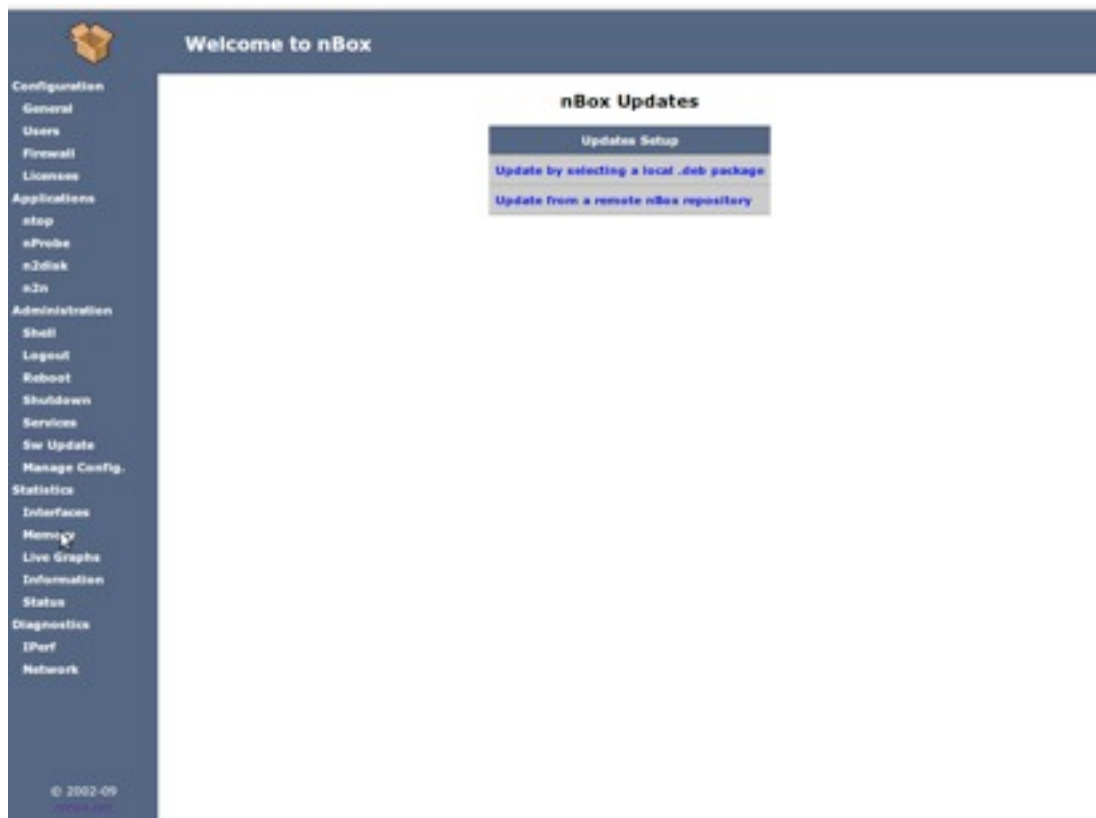 Welcome to nBox
Configuration
General
Users
Firewall
Licenses
Applications
ntop
nProbe
n2disk
n2n
Administration
Shell
Logout
Reboot
Shutdown
Services
Sw Update
Manage Config.
Statistics
Interfaces
Memory
Live Graphs
Information
Status
Diagnostics
IPerf
Network
© 2002-09
nBox Updates
Updates Setup
Update by selecting a local .deb package
Update from a remote nBox repository